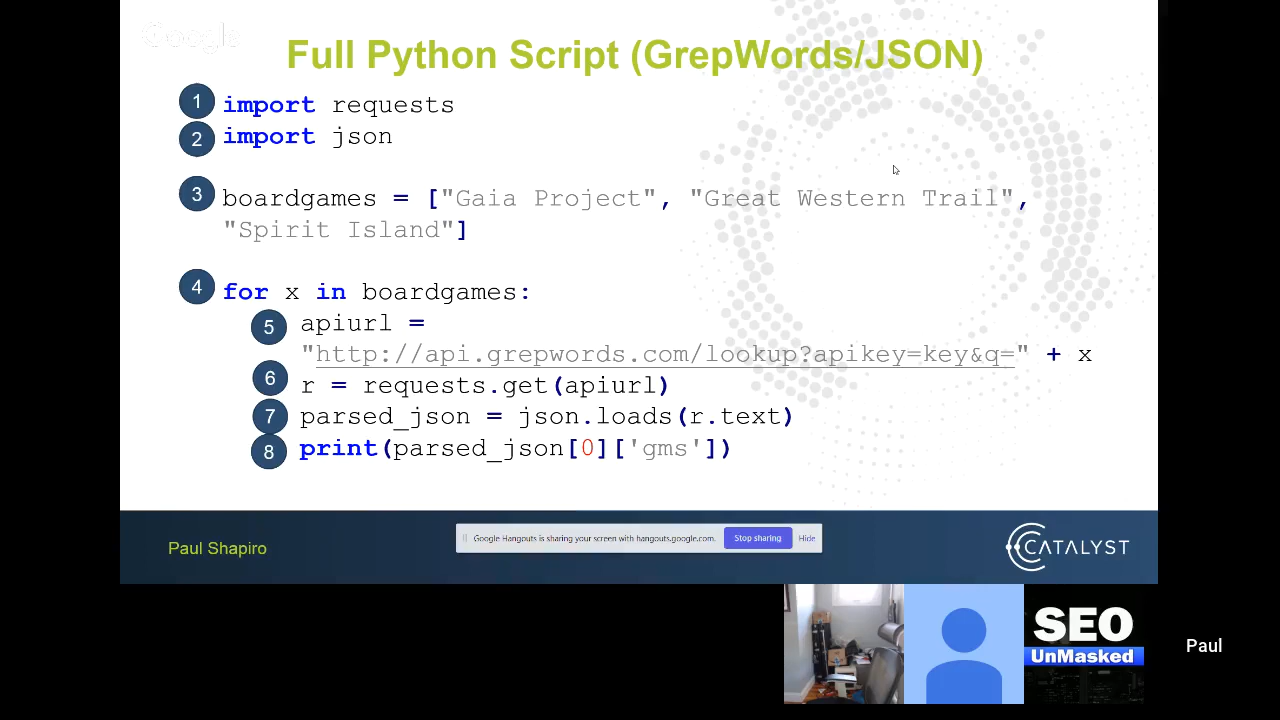 Google
Full Python Script (GrepWords/JSON)
1 import requests
2 import json
3 boardgames = ["Gaia Project", "Great Western Trail",
"Spirit Island"]
4 for x in boardgames:
5 apiurl =
"http://api.grepwords.com/lookup?apikey=key&q=" + x
6 r = requests.get(apiurl)
7 parsed_json = json.loads(r.text)
8 print(parsed_json[0]['gms'])
Paul Shapiro
Google Hangouts is sharing your screen with hangouts.google.com. Stop sharing Hide
CATALYST
SEO
UnMasked
Paul